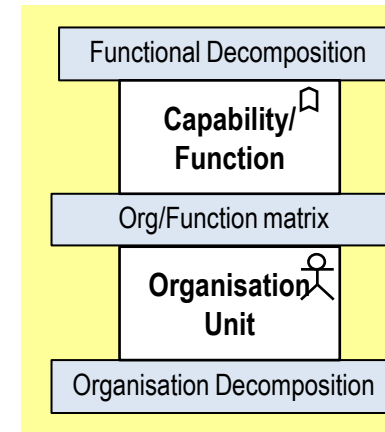 Functional Decomposition
Capability/
Function
Org/Function matrix
Organisation
Unit
Organisation Decomposition